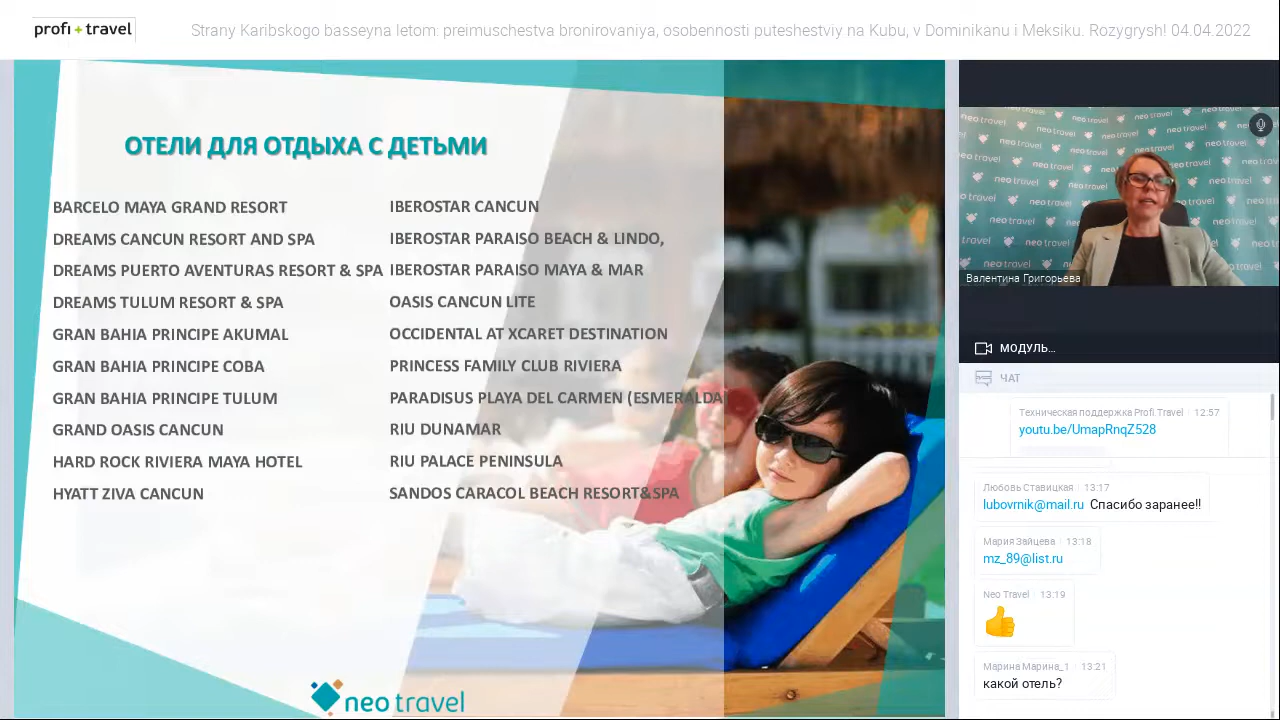 profi travel
Strany Karibskogo basseyna letom: preimuschestva bronirovaniya, osobennosti puteshestviy na Kubu, v Dominikanu i Meksiku. Rozygrysh! 04.04.2022
ОТЕЛИ ДЛЯ ОТДЫХА С ДЕТЬМИ
BARCELO MAYA GRAND RESORT
DREAMS CANCUN RESORT AND SPA
DREAMS PUERTO AVENTURAS RESORT & SPA
DREAMS TULUM RESORT & SPA
GRAN BAHIA PRINCIPE AKUMAL
GRAN BAHIA PRINCIPE COBA
GRAN BAHIA PRINCIPE TULUM
GRAND OASIS CANCUN
HARD ROCK RIVIERA MAYA HOTEL
HYATT ZIVA CANCUN
IBEROSTAR CANCUN
IBEROSTAR PARAISO BEACH & LINDO,
IBEROSTAR PARAISO MAYA & MAR
OASIS CANCUN LITE
OCCIDENTAL AT XCARET DESTINATION
PRINCESS FAMILY CLUB RIVIERA
PARADISUS PLAYA DEL CARMEN (ESMERALDA
RIU DUNAMAR
RIU PALACE PENINSULA
SANDOS CARACOL BEACH RESORT&SPA
neo travel
neo travel
Валентина Григорьева
МОДУЛЬ...
ЧАТ
Техническая поддержка Profi.Travel 12:57
youtu.be/UmapRnqZ528
Любовь Ставицкая 13:17
lubovrnik@mail.ru Спасибо заранее!!
Мария Зайцева 13:18
mz_89@list.ru
Neo Travel 13:19
Марина Марина_1 13:21
какой отель?